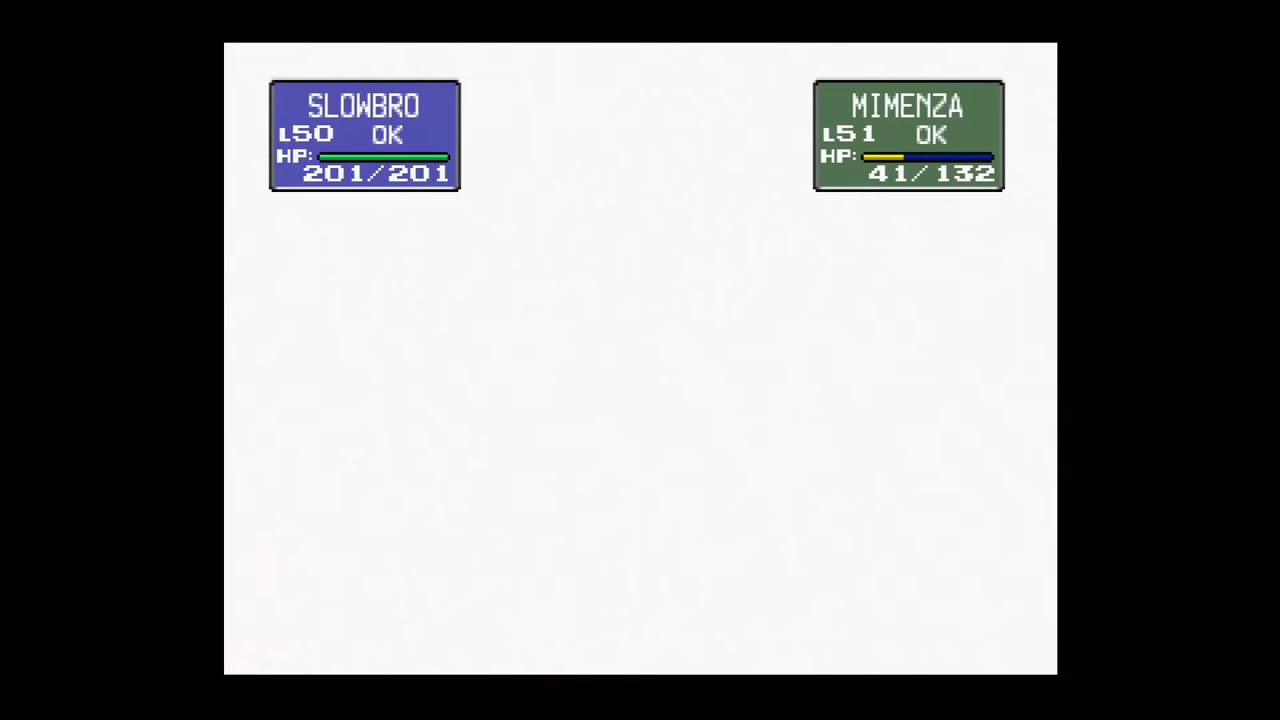 SLOWBRO
L50 OK
HP:
201/201
MIMENZA
L51 OK
HP:
41/132